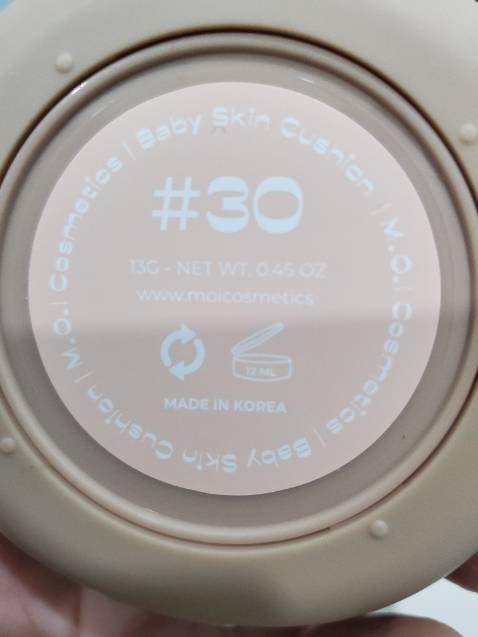 Baby Skin Cushion | M.O.I Cosmetics | Baby Skin Cushion | M.O.I Cosmetics |
#30
13G - NET WT. 0.45 OZ
www.moicosmetics
12 ML
MADE IN KOREA